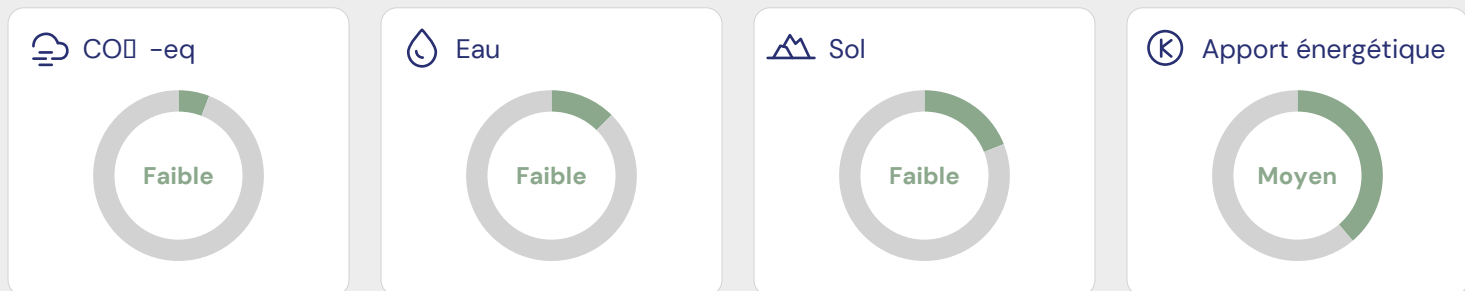 CO▯ -eq
Eau
Sol
Apport énergétique
Faible
Faible
Faible
Moyen